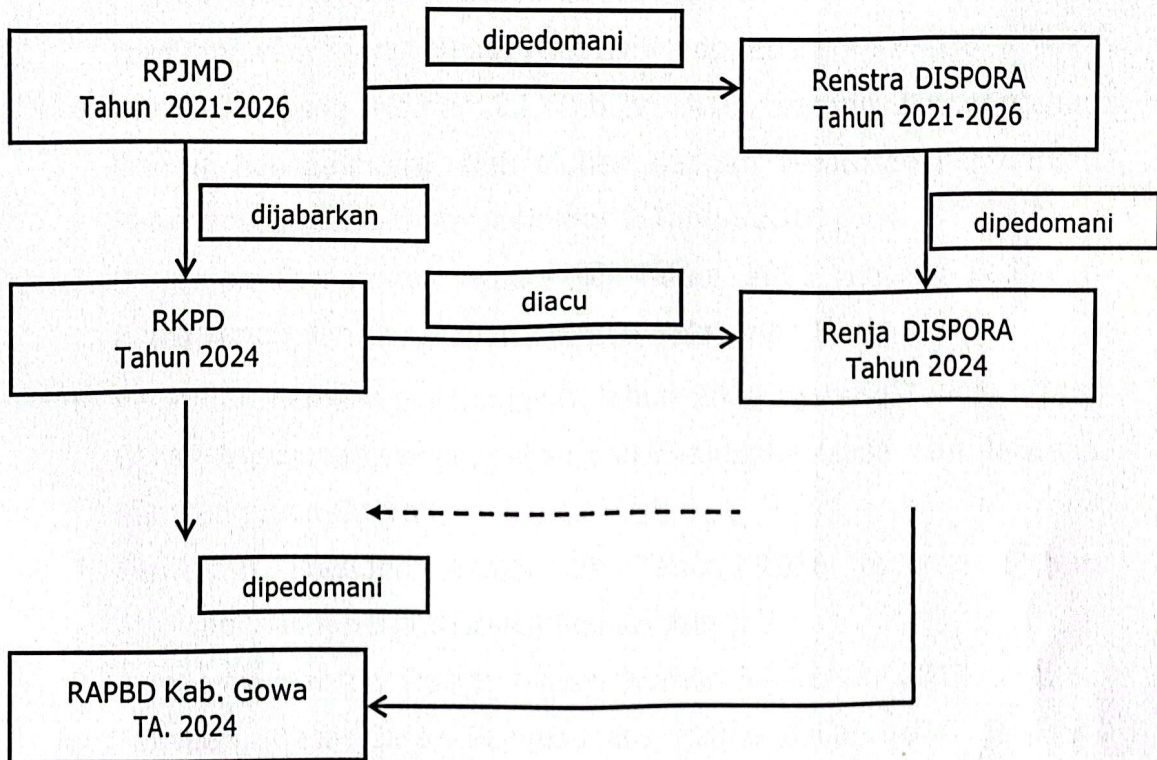 dipedomani
RPJMD
Tahun 2021-2026
Renstra DISPORA
Tahun 2021-2026
dijabarkan
dipedomani
RKPD
Tahun 2024
diacu
Renja DISPORA
Tahun 2024
dipedomani
RAPBD Kab. Gowa
TA. 2024